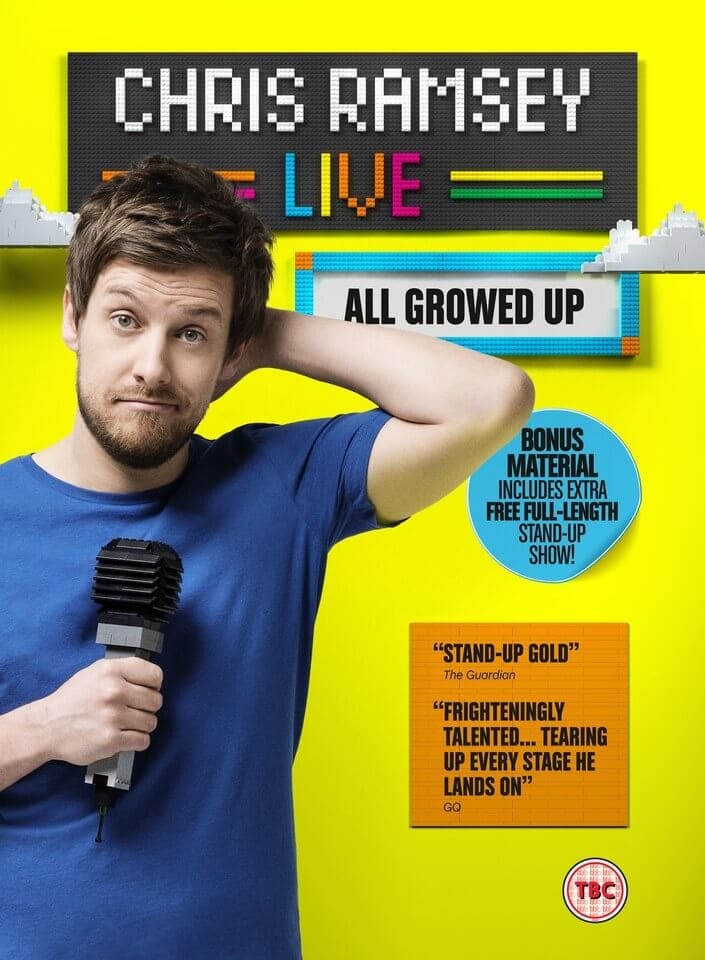 CHRIS RAMSEY
LIVE
ALL GROWED UP
BONUS
MATERIAL
INCLUDES EXTRA
FREE FULL-LENGTH
STAND-UP
SHOW!
“STAND-UP GOLD”
The Guardian
“FRIGHTENINGLY
TALENTED... TEARING
UP EVERY STAGE HE
LANDS ON”
GQ
TBC